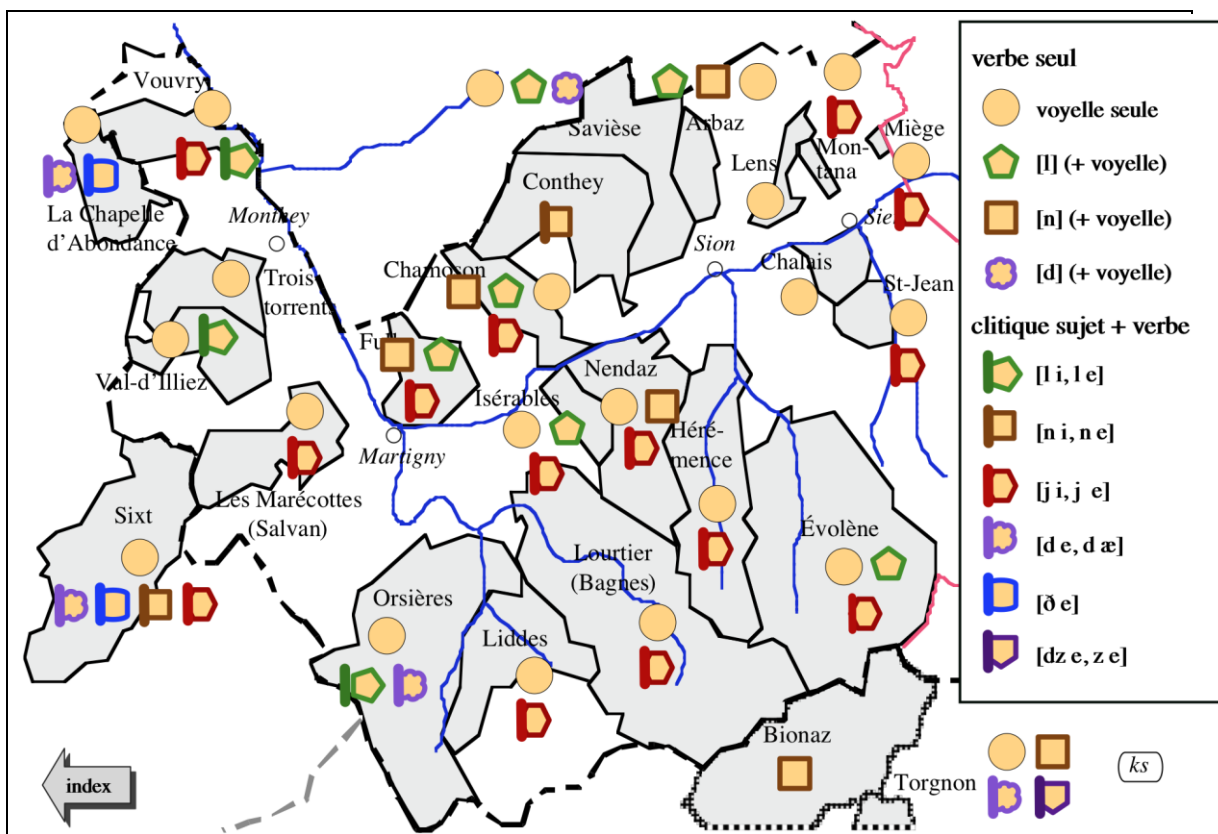 Vouvry
La Chapelle
d'Abondance
Monthey
Trois
torrents
Val-d'Illiez
Les Marécottes
(Salvan)
Sixt
Savièse
Arbaz
Conthey
Lens
Mon-
tana
Miège
Sion
Chalais
St-Jean
Chamoson
Isérables
Nendaz
Héré-
mence
Martigny
Évolène
Lourtier
(Bagnes)
Orsières
Liddes
Bionaz
Torgnon
index
verbe seul
voyelle seule
[l] (+ voyelle)
[n] (+ voyelle)
[d] (+ voyelle)
clitique sujet + verbe
[l i, l e]
[n i, n e]
[j i, j e]
[d e, d æ]
[ð e]
[dz e, z e]
ks